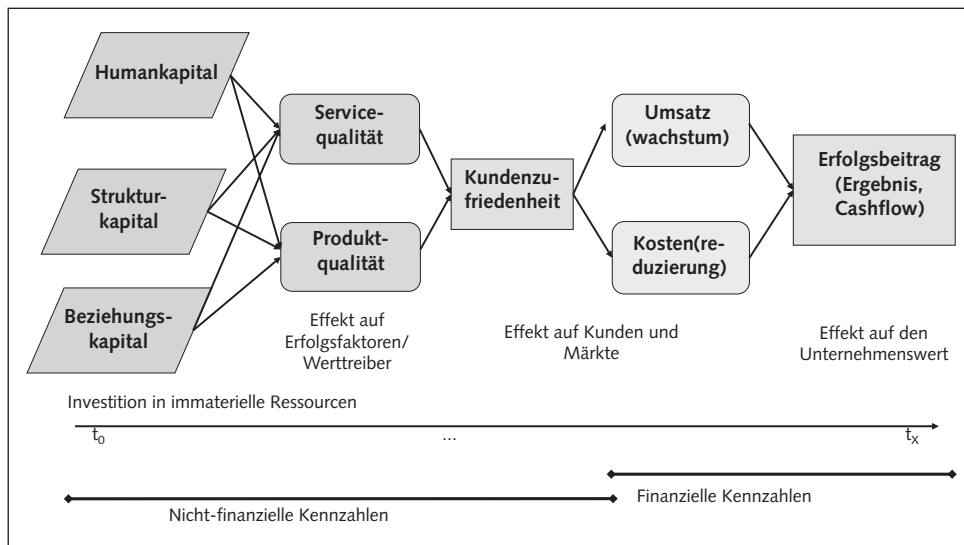 Humankapital
Struktur-
kapital
Beziehungs-
kapital
Service-
qualität
Produkt-
qualität
Effekt auf
Erfolgsfaktoren/
Werttreiber
Kundenzu-
friedenheit
Umsatz
(wachstum)
Kosten(re-
duzierung)
Effekt auf Kunden und
Märkte
Erfolgsbeitrag
(Ergebnis,
Cashflow)
Effekt auf den
Unternehmenswert
Investition in immaterielle Ressourcen
t₀ ... tₓ
Finanzielle Kennzahlen
Nicht-finanzielle Kennzahlen